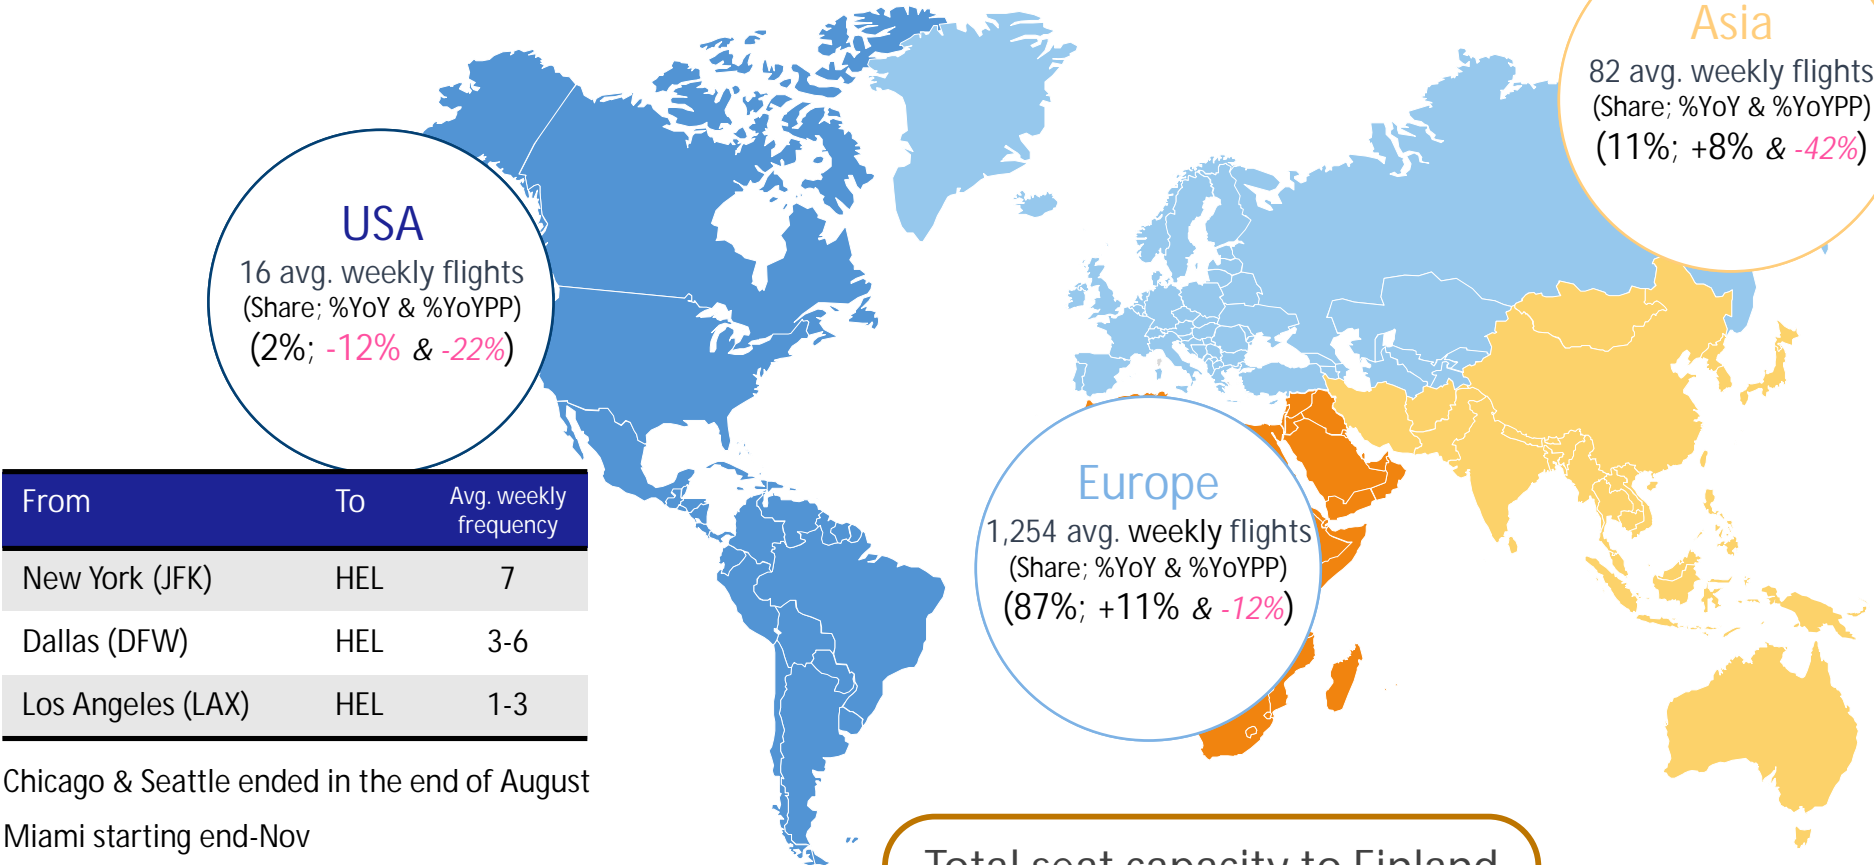 Asia
82 avg. weekly flights
(Share; %YoY & %YoYPP)
(11%; +8% & -42%)
USA
16 avg. weekly flights
(Share; %YoY & %YoYPP)
(2%; -12% & -22%)
Europe
1,254 avg. weekly flights
(Share; %YoY & %YoYPP)
(87%; +11% & -12%)
From To Avg. weekly frequency
New York (JFK) HEL 7
Dallas (DFW) HEL 3-6
Los Angeles (LAX) HEL 1-3
Chicago & Seattle ended in the end of August
Miami starting end-Nov
Total seat capacity to Finland